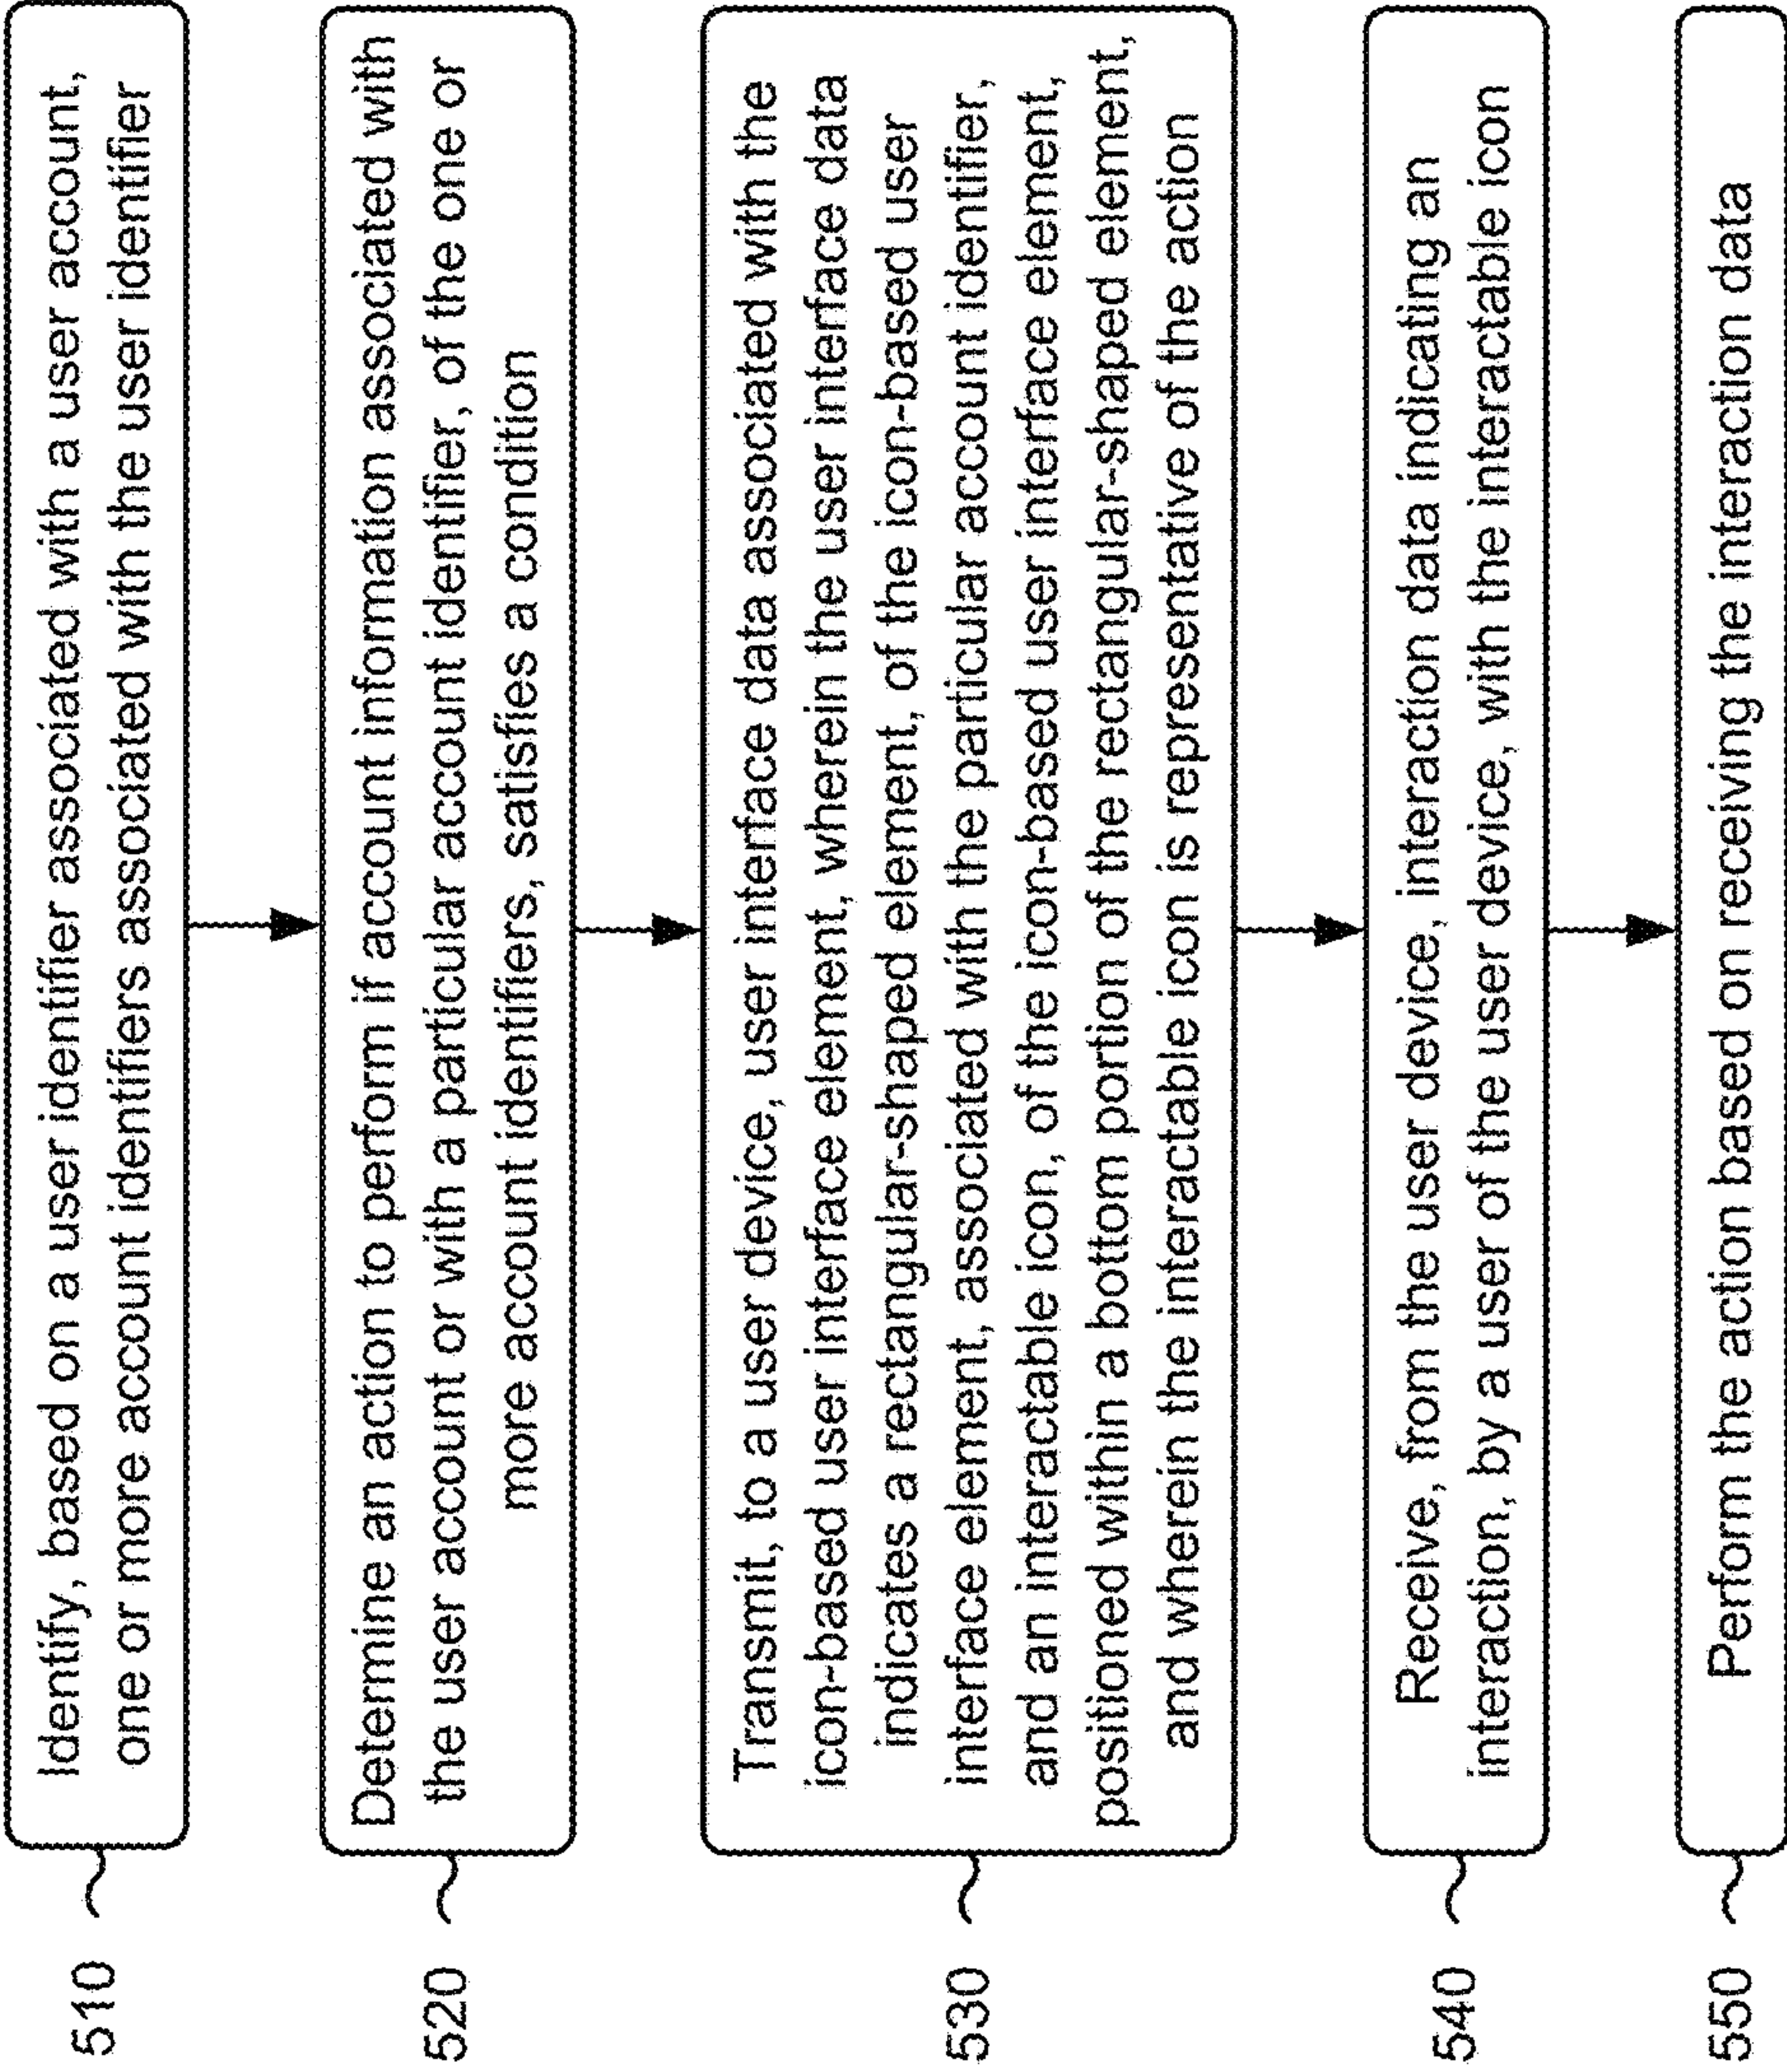 510
Identify, based on a user identifier associated with a user account,
one or more account identifiers associated with the user identifier
520
Determine an action to perform if account information associated with
the user account or with a particular account identifier, of the one or
more account identifiers, satisfies a condition
530
Transmit, to a user device, user interface data associated with the
icon-based user interface element, wherein the user interface data
indicates a rectangular-shaped element, of the icon-based user
interface element, associated with the particular account identifier,
and an interactable icon, of the icon-based user interface element,
positioned within a bottom portion of the rectangular-shaped element,
and wherein the interactable icon is representative of the action
540
Receive, from the user device, interaction data indicating an
interaction, by a user of the user device, with the interactable icon
550
Perform the action based on receiving the interaction data